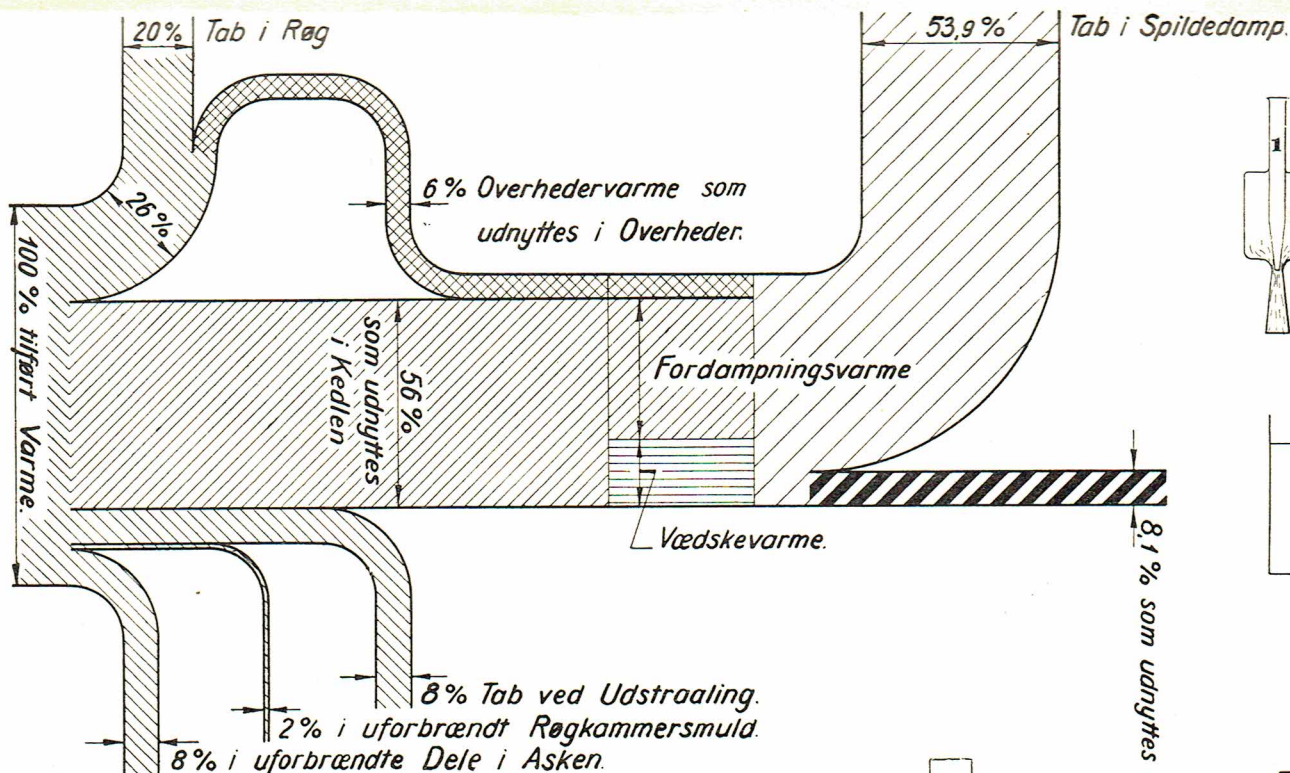 20% Tab i Røg
53,9% Tab i Spildedamp.
1
26%
6% Overhedervarme som
udnyttes i Overheder.
100% tilført Varme.
56%
som udnyttes
i Kedlen
Fordampningsvarme
Vædskevarme.
8,1% som udnyttes
8% Tab ved Udstraaling.
2% i uforbrændt Røgkammersmuld.
8% i uforbrændte Dele i Asken.